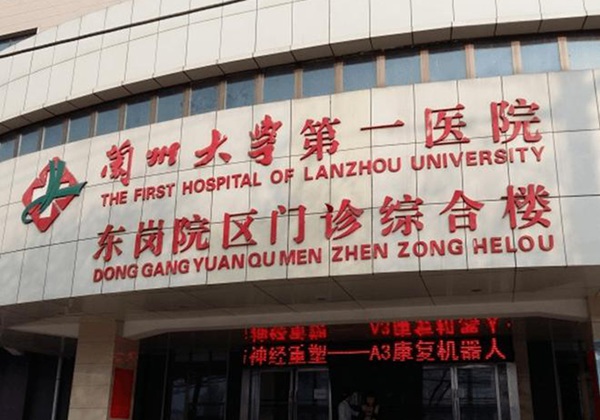 兰州大学第一医院
THE FIRST HOSPITAL OF LANZHOU UNIVERSITY
东岗院区门诊综合楼
DONG GANG YUAN QU MEN ZHEN ZONG HELOU
神经重塑——A3康复机器人